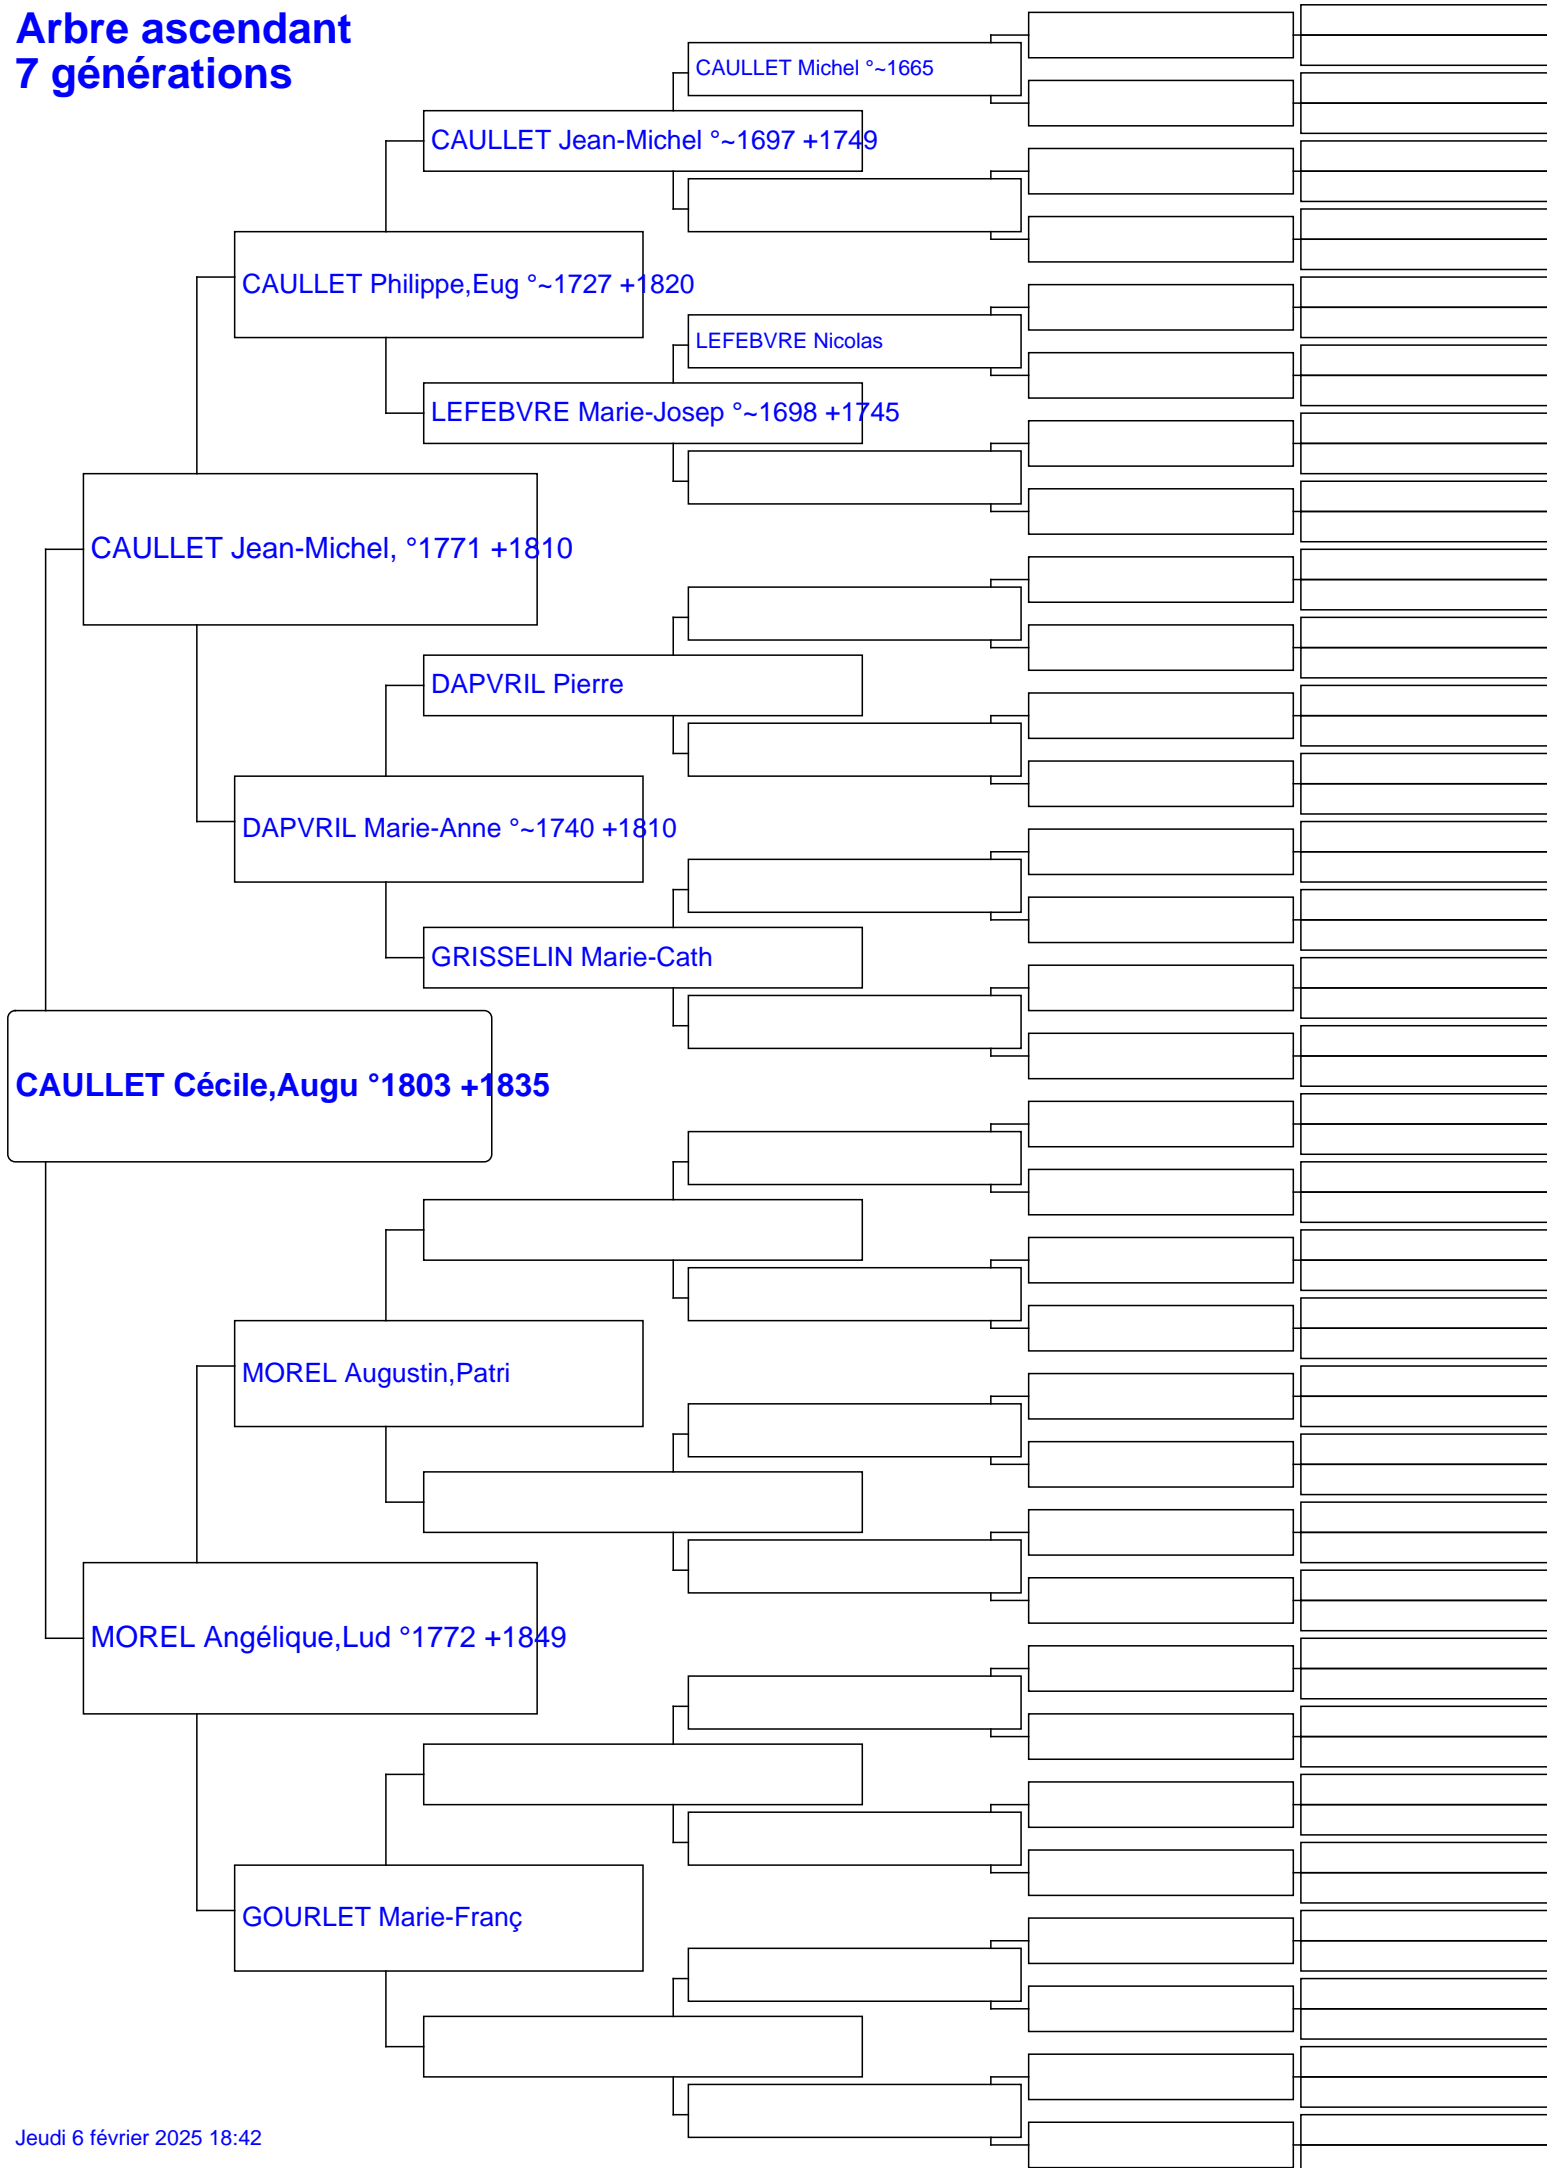 Arbre ascendant
7 générations
CAULLET Michel °~1665
CAULLET Jean-Michel °~1697 +1749
CAULLET Philippe,Eug °~1727 +1820
LEFEBVRE Nicolas
LEFEBVRE Marie-Josep °~1698 +1745
CAULLET Jean-Michel, °1771 +1810
DAPVRIL Pierre
DAPVRIL Marie-Anne °~1740 +1810
GRISSELIN Marie-Cath
CAULLET Cécile,Augu °1803 +1835
MOREL Augustin,Patri
MOREL Angélique,Lud °1772 +1849
GOURLET Marie-Franç
Jeudi 6 février 2025 18:42